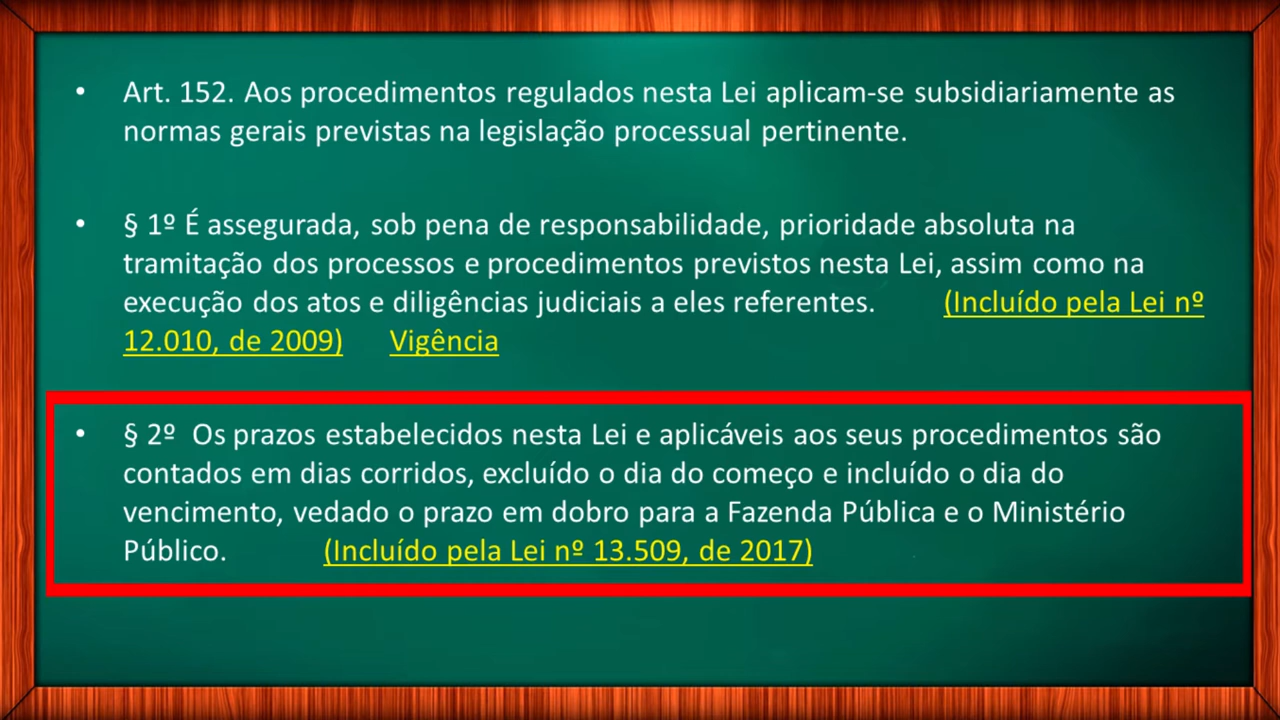 • Art. 152. Aos procedimentos regulados nesta Lei aplicam-se subsidiariamente as
normas gerais previstas na legislação processual pertinente.
• § 1º É assegurada, sob pena de responsabilidade, prioridade absoluta na
tramitação dos processos e procedimentos previstos nesta Lei, assim como na
execução dos atos e diligências judiciais a eles referentes. (Incluído pela Lei nº
12.010, de 2009) Vigência
• § 2º Os prazos estabelecidos nesta Lei e aplicáveis aos seus procedimentos são
contados em dias corridos, excluído o dia do começo e incluído o dia do
vencimento, vedado o prazo em dobro para a Fazenda Pública e o Ministério
Público. (Incluído pela Lei nº 13.509, de 2017)